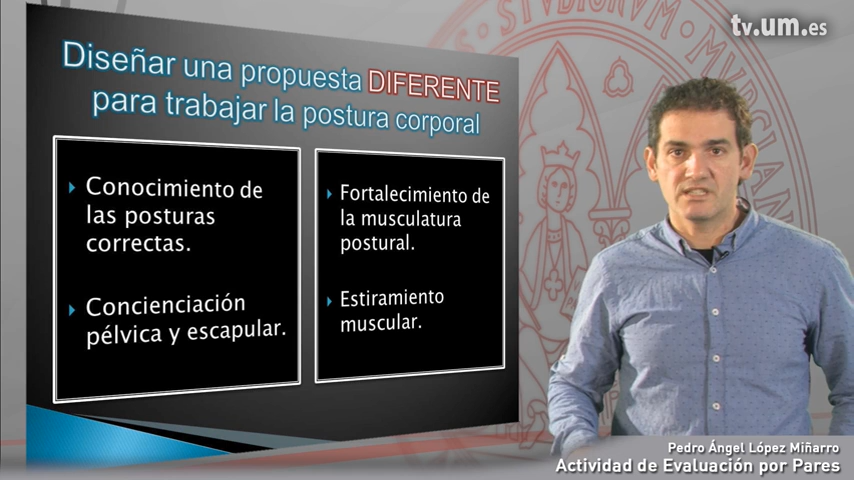 tv.um.es
Diseñar una propuesta DIFERENTE
para trabajar la postura corporal
Conocimiento de
las posturas
correctas.
Concienciación
pélvica y escapular.
Fortalecimiento de
la musculatura
postural.
Estiramiento
muscular.
Pedro Ángel López Miñarro
Actividad de Evaluación por Pares